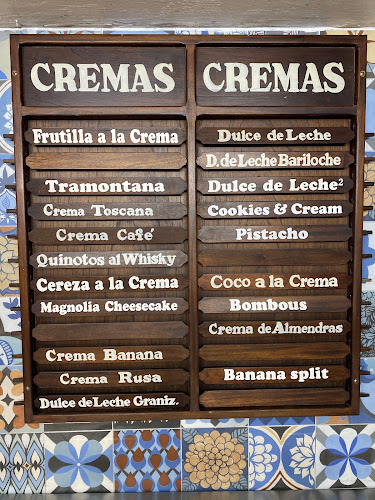 CREMAS
Frutilla a la Crema
Tramontana
Crema Toscana
Crema Café
Quinotos al Whisky
Cereza a la Crema
Magnolia Cheesecake
Crema Banana
Crema Rusa
Dulce de Leche Graniz.
CREMAS
Dulce de Leche
D. de Leche Bariloche
Dulce de Leche²
Cookies & Cream
Pistacho
Coco a la Crema
Bombous
Crema de Almendras
Banana split